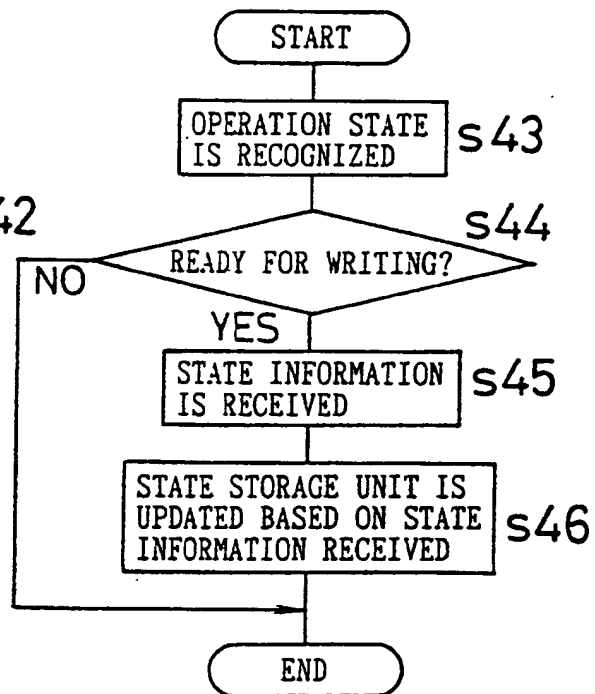 START
OPERATION STATE
IS RECOGNIZED
s43
42
s44
READY FOR WRITING?
NO
YES
STATE INFORMATION
IS RECEIVED
s45
STATE STORAGE UNIT IS
UPDATED BASED ON STATE
INFORMATION RECEIVED
s46
END